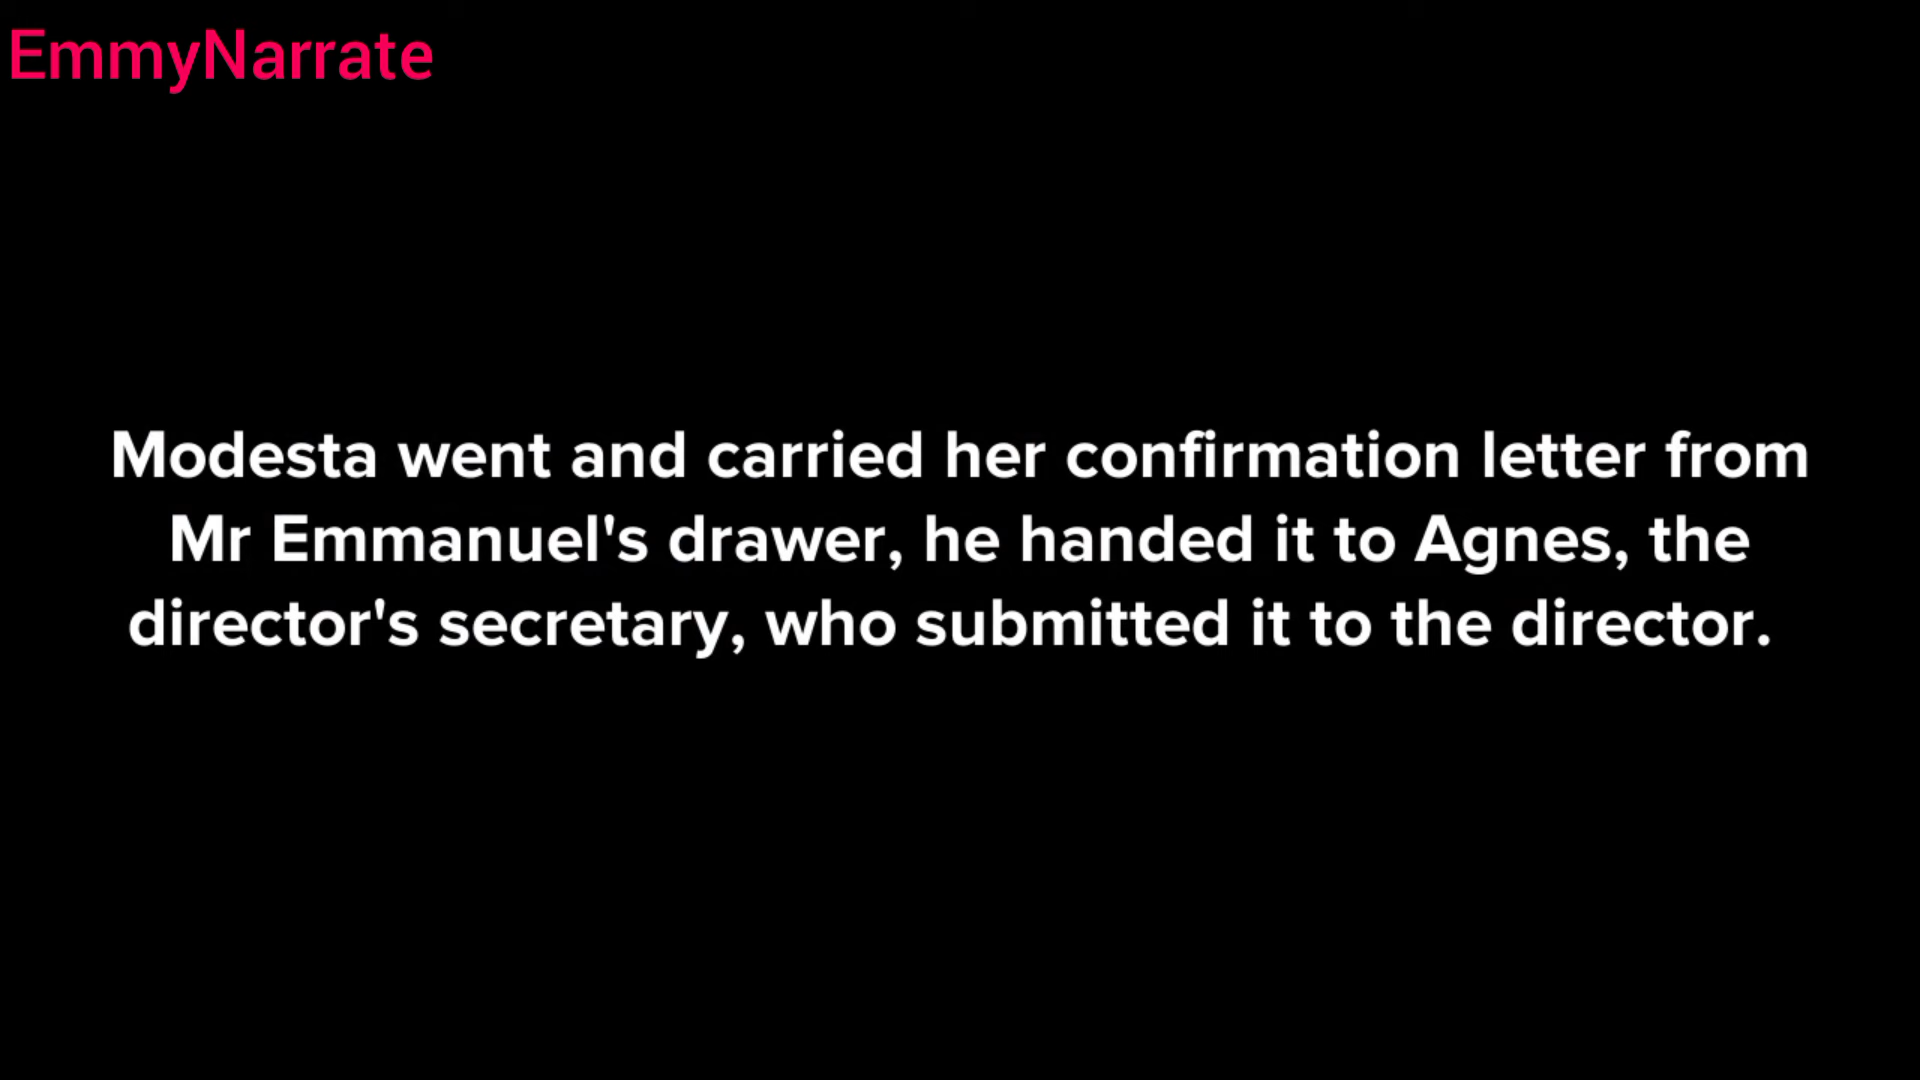 EmmyNarrate
Modesta went and carried her confirmation letter from
Mr Emmanuel's drawer, he handed it to Agnes, the
director's secretary, who submitted it to the director.